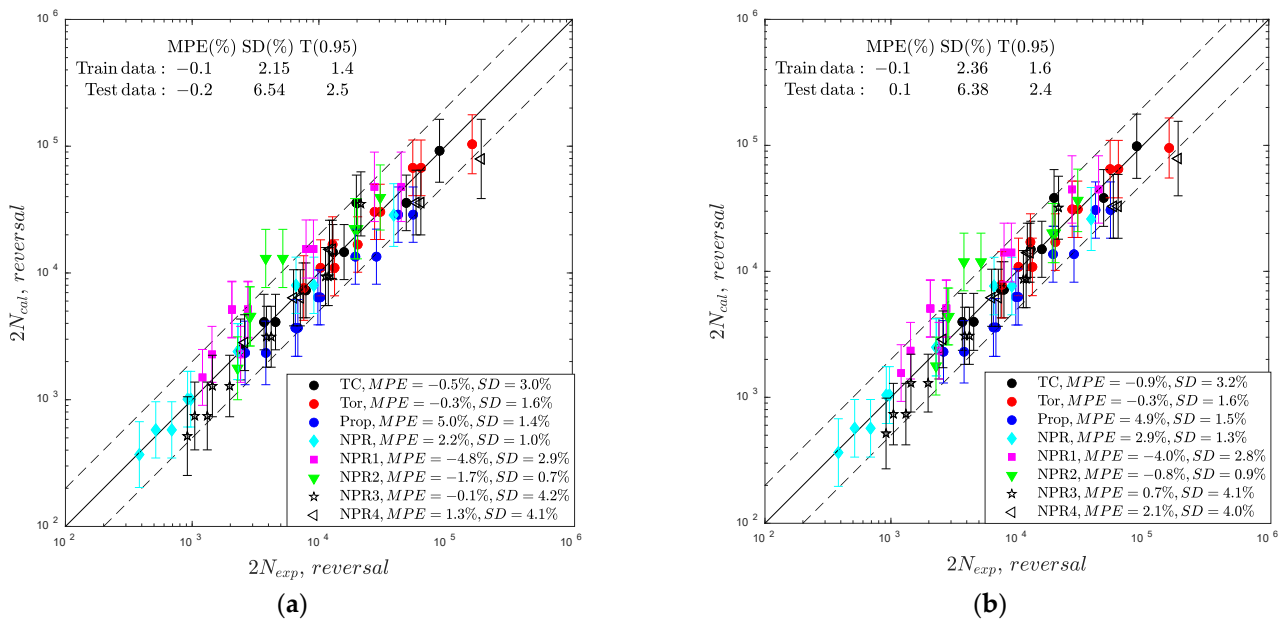 MPE(%) SD(%) T(0.95)
Train data : −0.1 2.15 1.4
Test data : −0.2 6.54 2.5
10^6
10^5
10^4
10^3
10^2
2N_cal, reversal
TC, MPE = −0.5%, SD = 3.0%
Tor, MPE = −0.3%, SD = 1.6%
Prop, MPE = 5.0%, SD = 1.4%
NPR, MPE = 2.2%, SD = 1.0%
NPR1, MPE = −4.8%, SD = 2.9%
NPR2, MPE = −1.7%, SD = 0.7%
NPR3, MPE = −0.1%, SD = 4.2%
NPR4, MPE = 1.3%, SD = 4.1%
10^2 10^3 10^4 10^5 10^6
2N_exp, reversal
(a)
MPE(%) SD(%) T(0.95)
Train data : −0.1 2.36 1.6
Test data : 0.1 6.38 2.4
10^6
10^5
10^4
10^3
10^2
2N_cal, reversal
TC, MPE = −0.9%, SD = 3.2%
Tor, MPE = −0.3%, SD = 1.6%
Prop, MPE = 4.9%, SD = 1.5%
NPR, MPE = 2.9%, SD = 1.3%
NPR1, MPE = −4.0%, SD = 2.8%
NPR2, MPE = −0.8%, SD = 0.9%
NPR3, MPE = 0.7%, SD = 4.1%
NPR4, MPE = 2.1%, SD = 4.0%
10^2 10^3 10^4 10^5 10^6
2N_exp, reversal
(b)